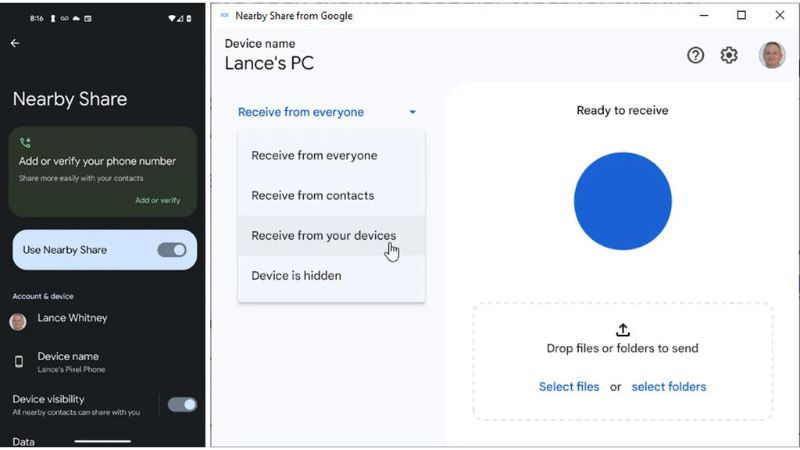 8:16
Nearby Share
Add or verify your phone number
Share more easily with your contacts
Add or verify
Use Nearby Share
Account & device
Lance Whitney
Device name
Lance's Pixel Phone
Device visibility
All nearby contacts can share with you
Data
Nearby Share from Google
Device name
Lance's PC
Receive from everyone
Receive from everyone
Receive from contacts
Receive from your devices
Device is hidden
Ready to receive
Drop files or folders to send
Select files or select folders